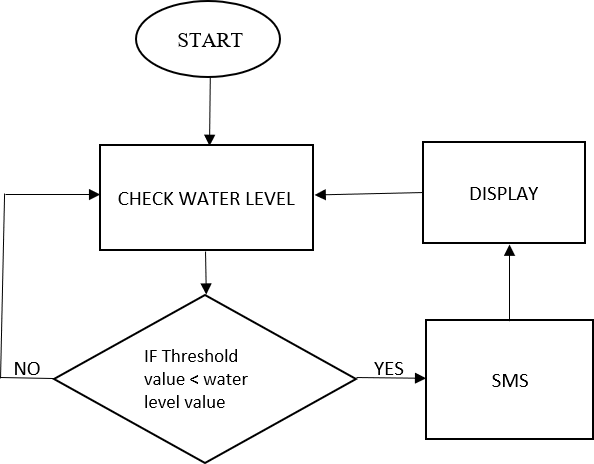 START
CHECK WATER LEVEL
DISPLAY
IF Threshold
value < water
level value
NO
YES
SMS